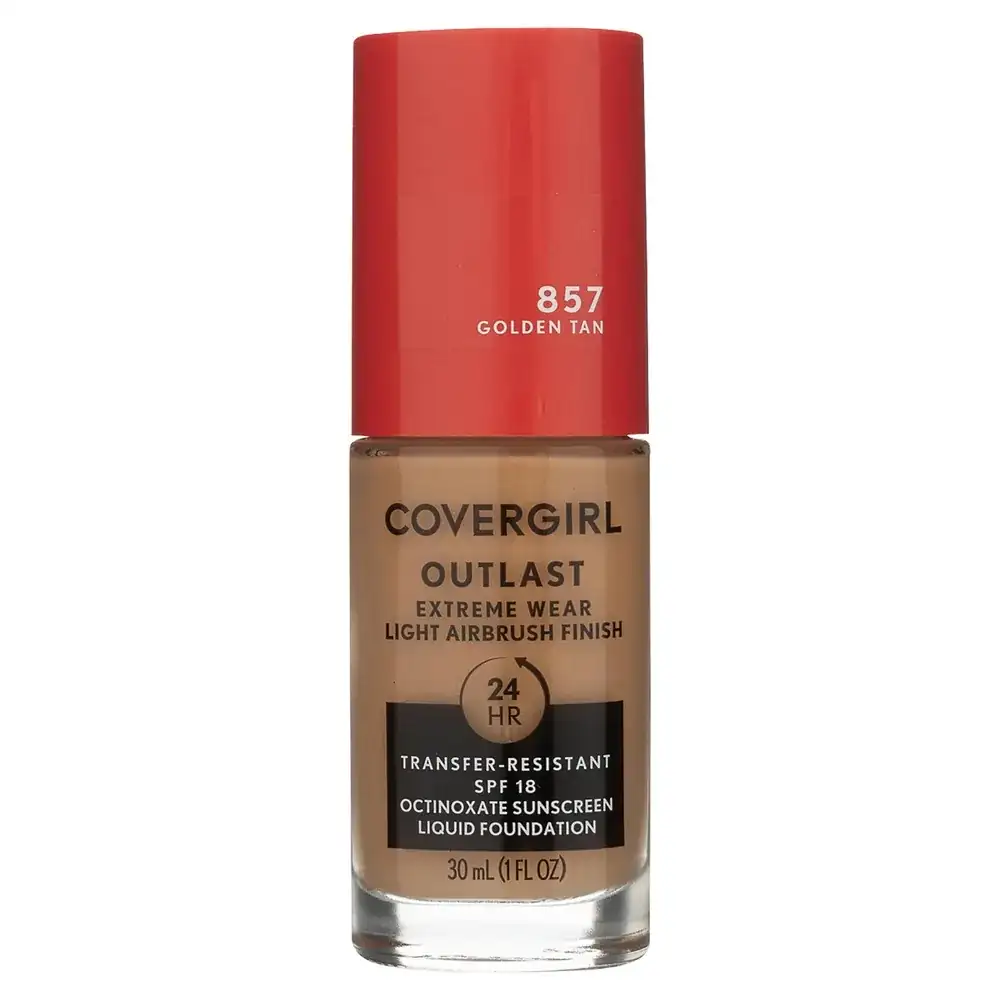 857
GOLDEN TAN
COVERGIRL
OUTLAST
EXTREME WEAR
LIGHT AIRBRUSH FINISH
24
HR
TRANSFER-RESISTANT
SPF 18
OCTINOXATE SUNSCREEN
LIQUID FOUNDATION
30 mL (1 FL OZ)